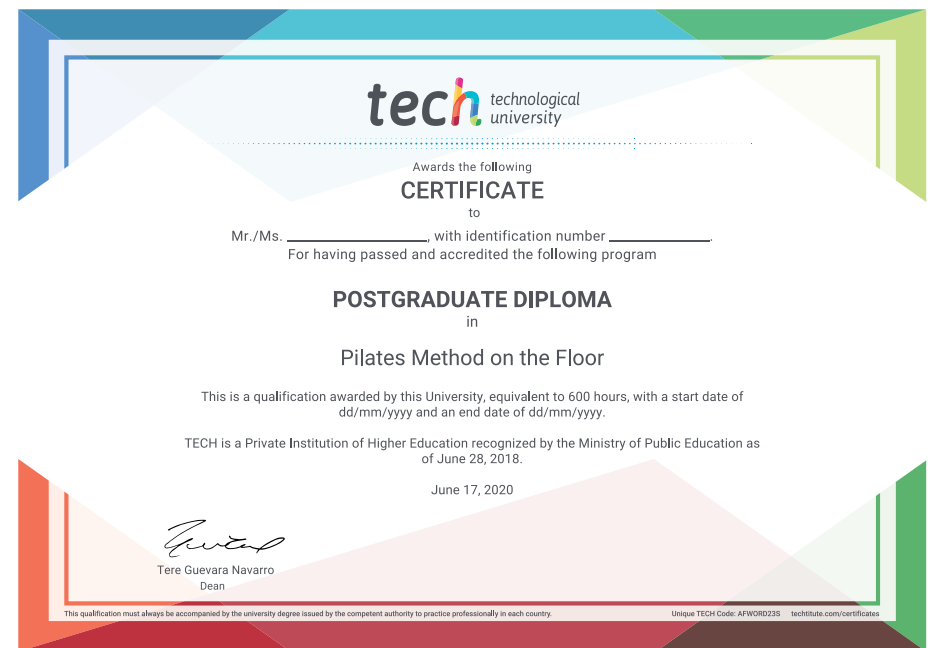 tech technological
university
Awards the following
CERTIFICATE
to
Mr./Ms. ____________________, with identification number ______________.
For having passed and accredited the following program
POSTGRADUATE DIPLOMA
in
Pilates Method on the Floor
This is a qualification awarded by this University, equivalent to 600 hours, with a start date of
dd/mm/yyyy and an end date of dd/mm/yyyy.
TECH is a Private Institution of Higher Education recognized by the Ministry of Public Education as
of June 28, 2018.
June 17, 2020
Tere Guevara Navarro
Dean
This qualification must always be accompanied by the university degree issued by the competent authority to practice professionally in each country.
Unique TECH Code: AFWORD23S techtitute.com/certificates